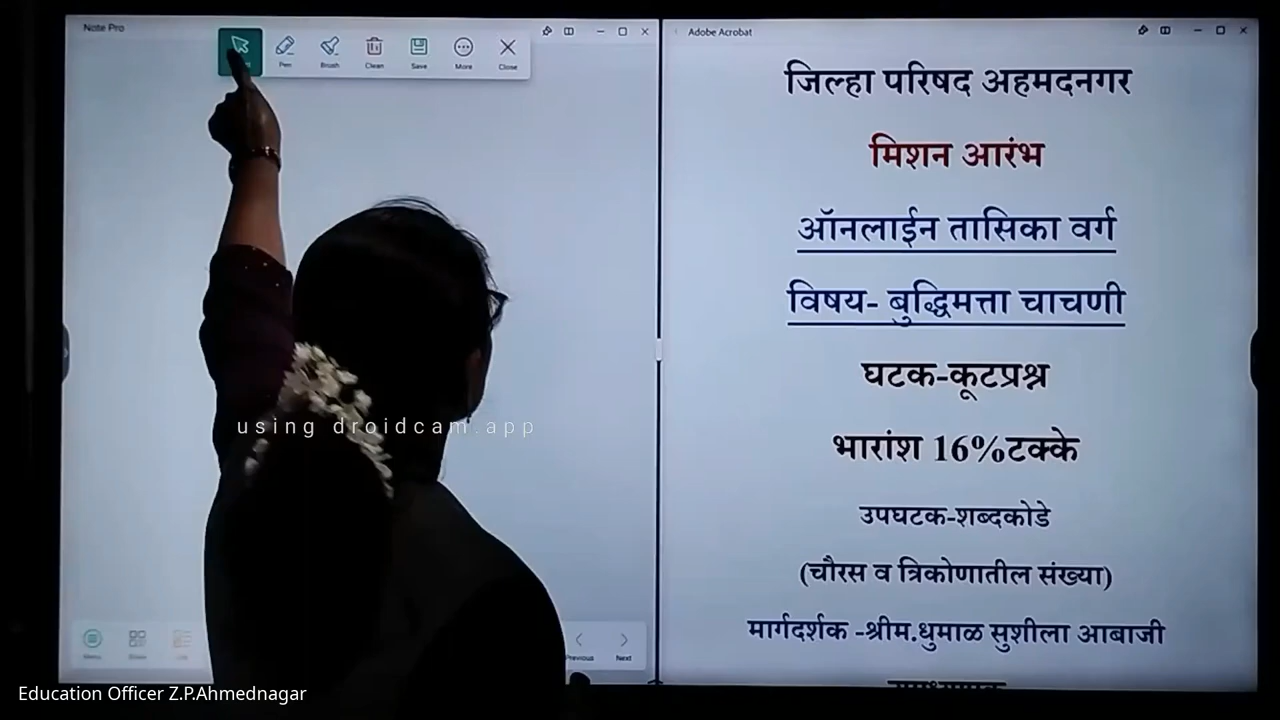 Note Pro
Pen
Brush
Clean
Save
More
Close
Adobe Acrobat
जिल्हा परिषद अहमदनगर
मिशन आरंभ
ऑनलाईन तासिका वर्ग
विषय- बुद्धिमत्ता चाचणी
घटक-कूटप्रश्न
भारांश 16%टक्के
उपघटक-शब्दकोडे
(चौरस व त्रिकोणातील संख्या)
मार्गदर्शक -श्रीम.धुमाळ सुशीला आबाजी
using droidcam.app
Menu
Previous
Next
Education Officer Z.P.Ahmednagar